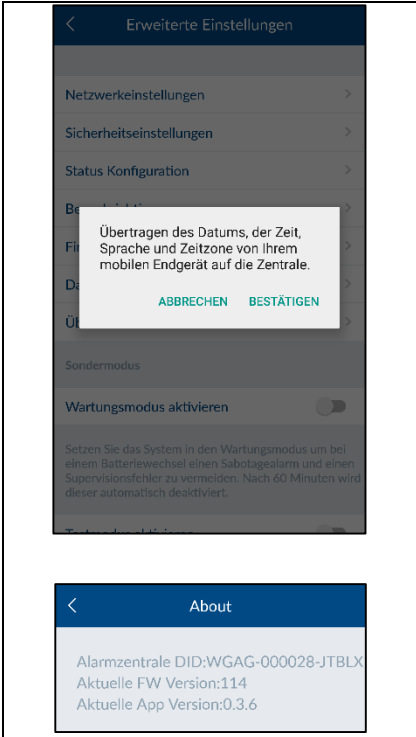 Erweiterte Einstellungen
Netzwerkeinstellungen
Sicherheitseinstellungen
Status Konfiguration
Übertragen des Datums, der Zeit,
Sprache und Zeitzone von Ihrem
mobilen Endgerät auf die Zentrale.
ABBRECHEN BESTÄTIGEN
Sondermodus
Wartungsmodus aktivieren
Setzen Sie das System in den Wartungsmodus um bei
einem Batteriewechsel einen Sabotagealarm und einen
Supervisionsfehler zu vermeiden. Nach 60 Minuten wird
dieser automatisch deaktiviert.
About
Alarmzentrale DID:WGAG-000028-JTBLX
Aktuelle FW Version:114
Aktuelle App Version:0.3.6